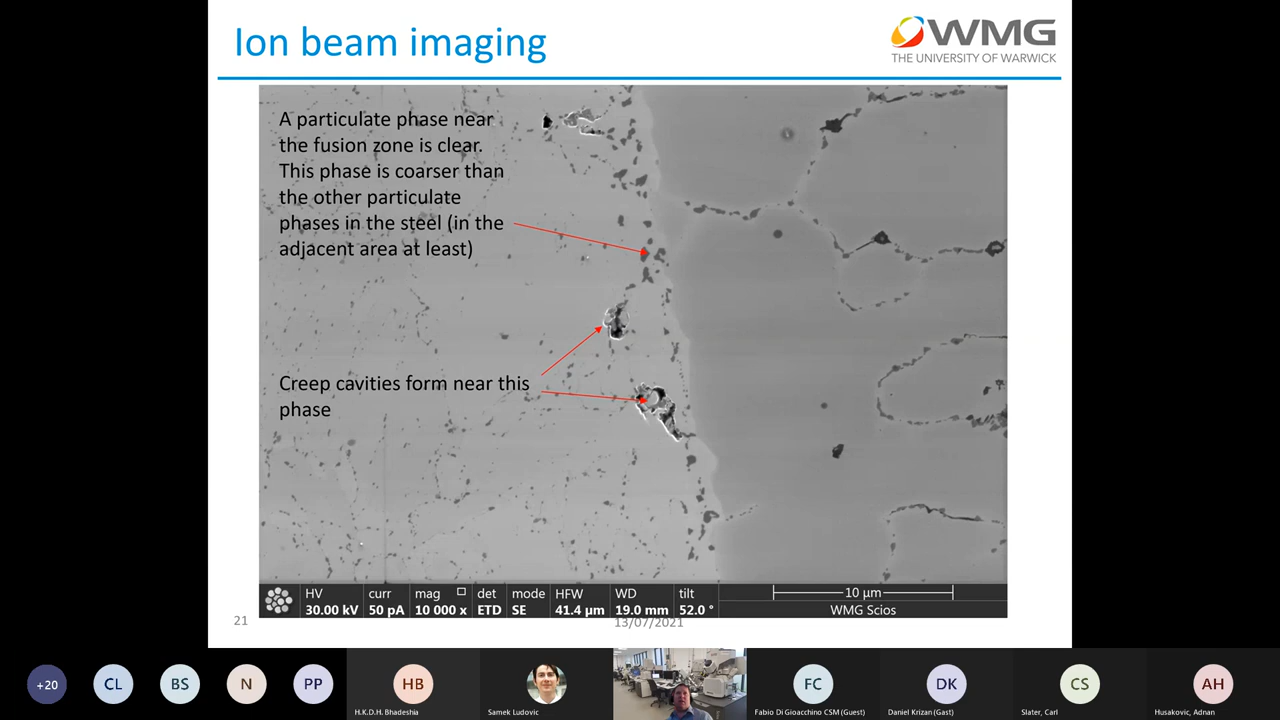 Ion beam imaging
WMG
THE UNIVERSITY OF WARWICK
A particulate phase near
the fusion zone is clear.
This phase is coarser than
the other particulate
phases in the steel (in the
adjacent area at least)
Creep cavities form near this
phase
HV curr mag det mode HFW WD tilt 10 µm
30.00 kV 50 pA 10 000 x ETD SE 41.4 µm 19.0 mm 52.0 ° WMG Scios
21 13/07/2021
+20 CL BS N PP HB FC DK CS AH
H.K.D.H. Bhadeshia Samek Ludovic Fabio Di Gioacchino CSM (Guest) Daniel Krizan (Gast) Slater, Carl Husakovic, Adnan